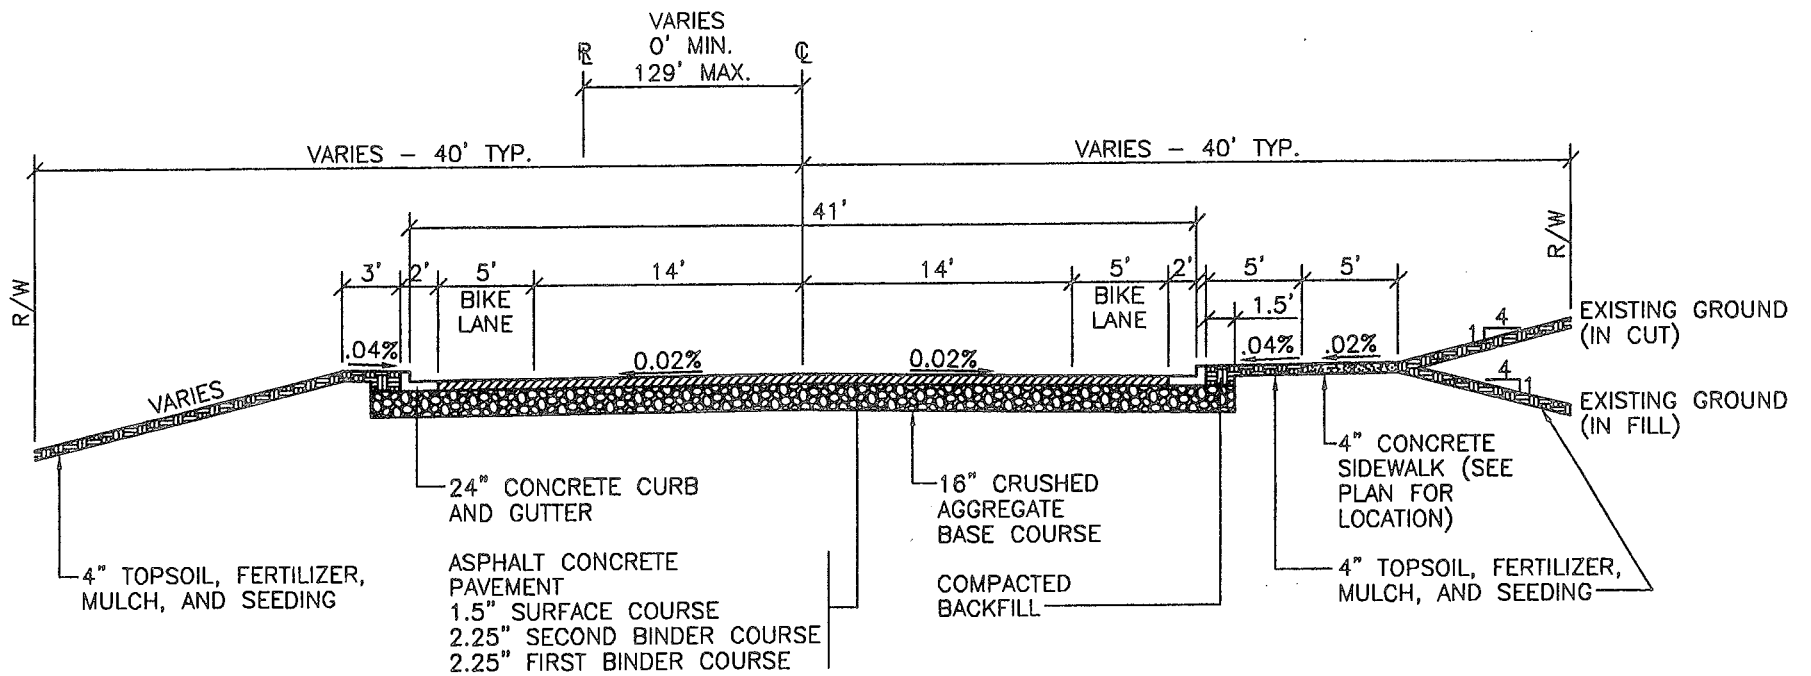 VARIES
0' MIN.
129' MAX.
℄
VARIES - 40' TYP.
VARIES - 40' TYP.
41'
R/W
R/W
3'
2'
5'
14'
14'
5'
2'
5'
5'
BIKE
LANE
BIKE
LANE
1.5'
.04%
0.02%
0.02%
.04%
.02%
1
4
4
1
EXISTING GROUND
(IN CUT)
EXISTING GROUND
(IN FILL)
VARIES
24" CONCRETE CURB
AND GUTTER
16" CRUSHED
AGGREGATE
BASE COURSE
4" CONCRETE
SIDEWALK (SEE
PLAN FOR
LOCATION)
4" TOPSOIL, FERTILIZER,
MULCH, AND SEEDING
ASPHALT CONCRETE
PAVEMENT
1.5" SURFACE COURSE
2.25" SECOND BINDER COURSE
2.25" FIRST BINDER COURSE
COMPACTED
BACKFILL
4" TOPSOIL, FERTILIZER,
MULCH, AND SEEDING